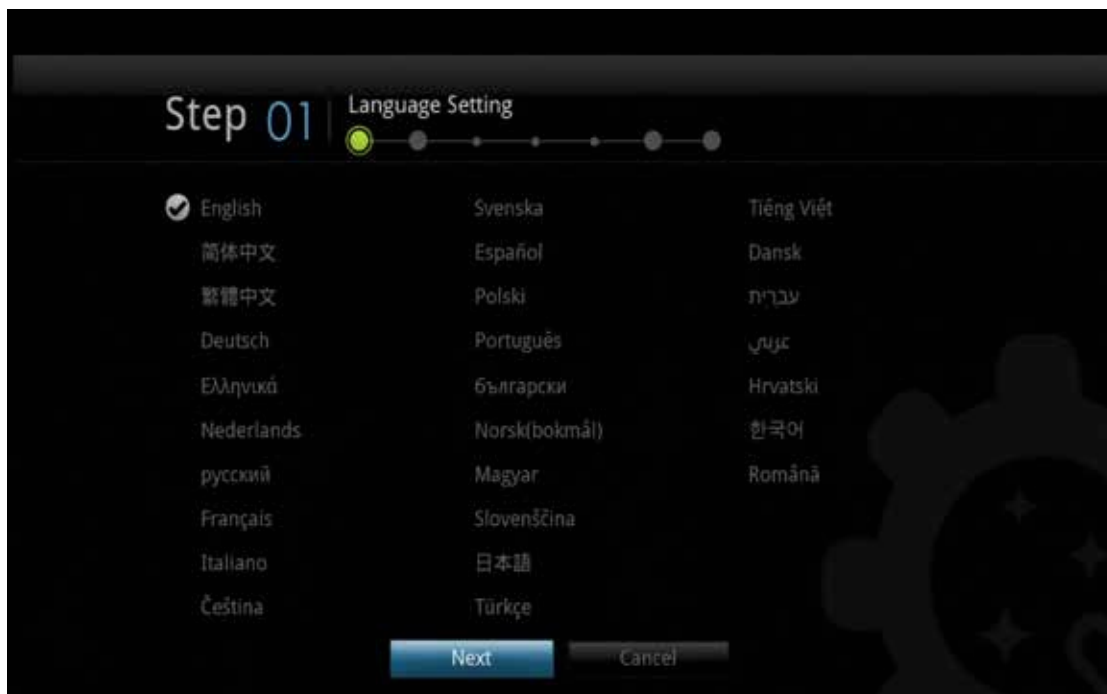 Step 01
Language Setting
English
简体中文
繁體中文
Deutsch
Ελληνικά
Nederlands
русский
Français
Italiano
Čeština
Svenska
Español
Polski
Português
български
Norsk(bokmål)
Magyar
Slovenščina
日本語
Türkçe
Tiếng Việt
Dansk
עברית
عربي
Hrvatski
한국어
Română
Next
Cancel